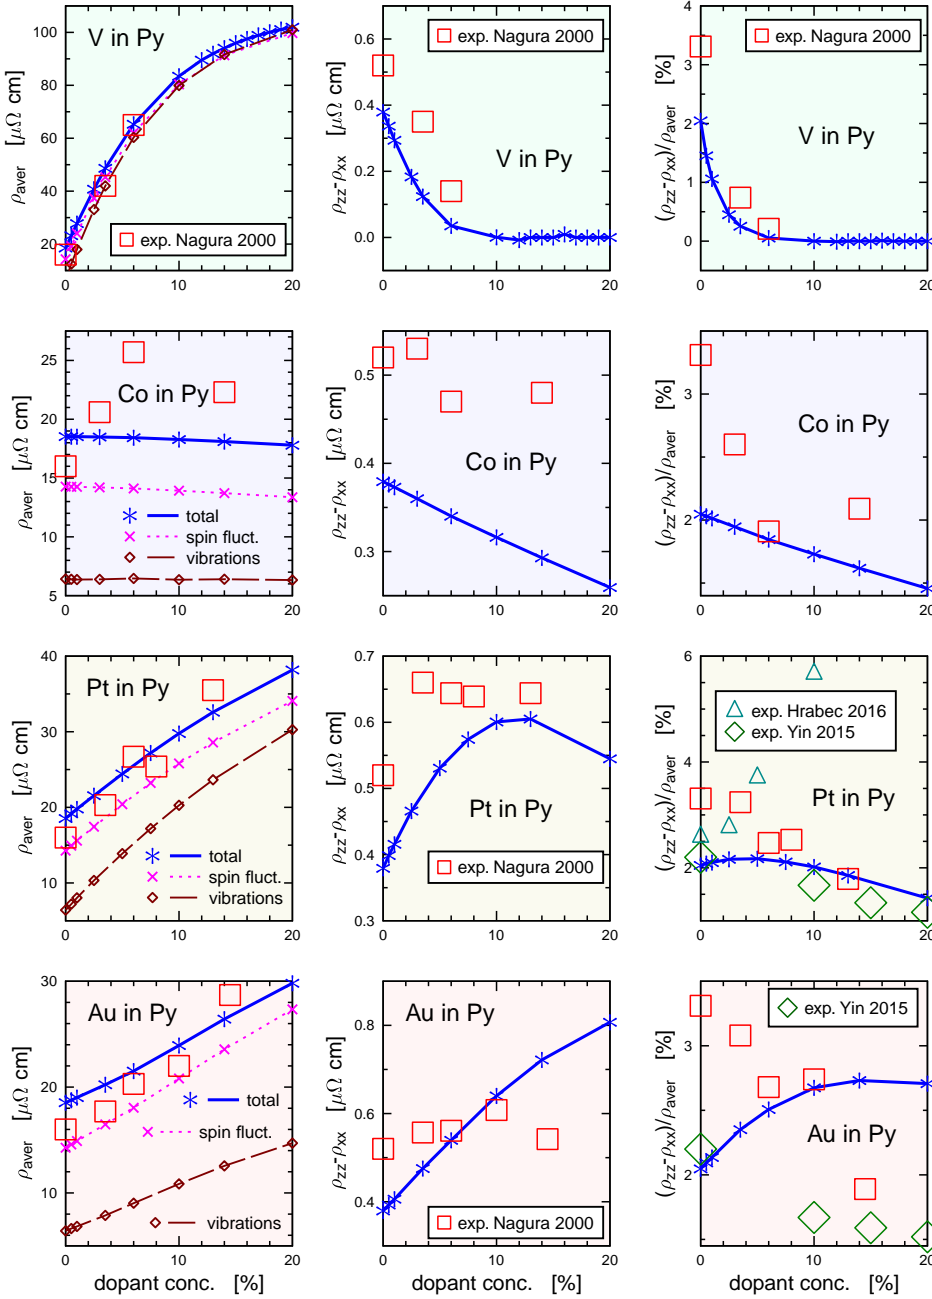 V in Py
exp. Nagura 2000
ρaver [μΩ cm]
20
40
60
80
100
0
10
20
exp. Nagura 2000
V in Py
ρzz-ρxx [μΩ cm]
0.0
0.2
0.4
0.6
0
10
20
exp. Nagura 2000
V in Py
(ρzz-ρxx)/ρaver [%]
0
1
2
3
4
0
10
20
Co in Py
total
spin fluct.
vibrations
ρaver [μΩ cm]
5
10
15
20
25
0
10
20
Co in Py
ρzz-ρxx [μΩ cm]
0.3
0.4
0.5
0
10
20
Co in Py
(ρzz-ρxx)/ρaver [%]
2
3
0
10
20
Pt in Py
total
spin fluct.
vibrations
ρaver [μΩ cm]
10
20
30
40
0
10
20
Pt in Py
exp. Nagura 2000
ρzz-ρxx [μΩ cm]
0.3
0.4
0.5
0.6
0.7
0
10
20
exp. Hrabec 2016
exp. Yin 2015
Pt in Py
(ρzz-ρxx)/ρaver [%]
2
4
6
0
10
20
Au in Py
total
spin fluct.
vibrations
ρaver [μΩ cm]
10
20
30
0
10
20
dopant conc. [%]
Au in Py
exp. Nagura 2000
ρzz-ρxx [μΩ cm]
0.4
0.6
0.8
0
10
20
dopant conc. [%]
exp. Yin 2015
Au in Py
(ρzz-ρxx)/ρaver [%]
2
3
0
10
20
dopant conc. [%]